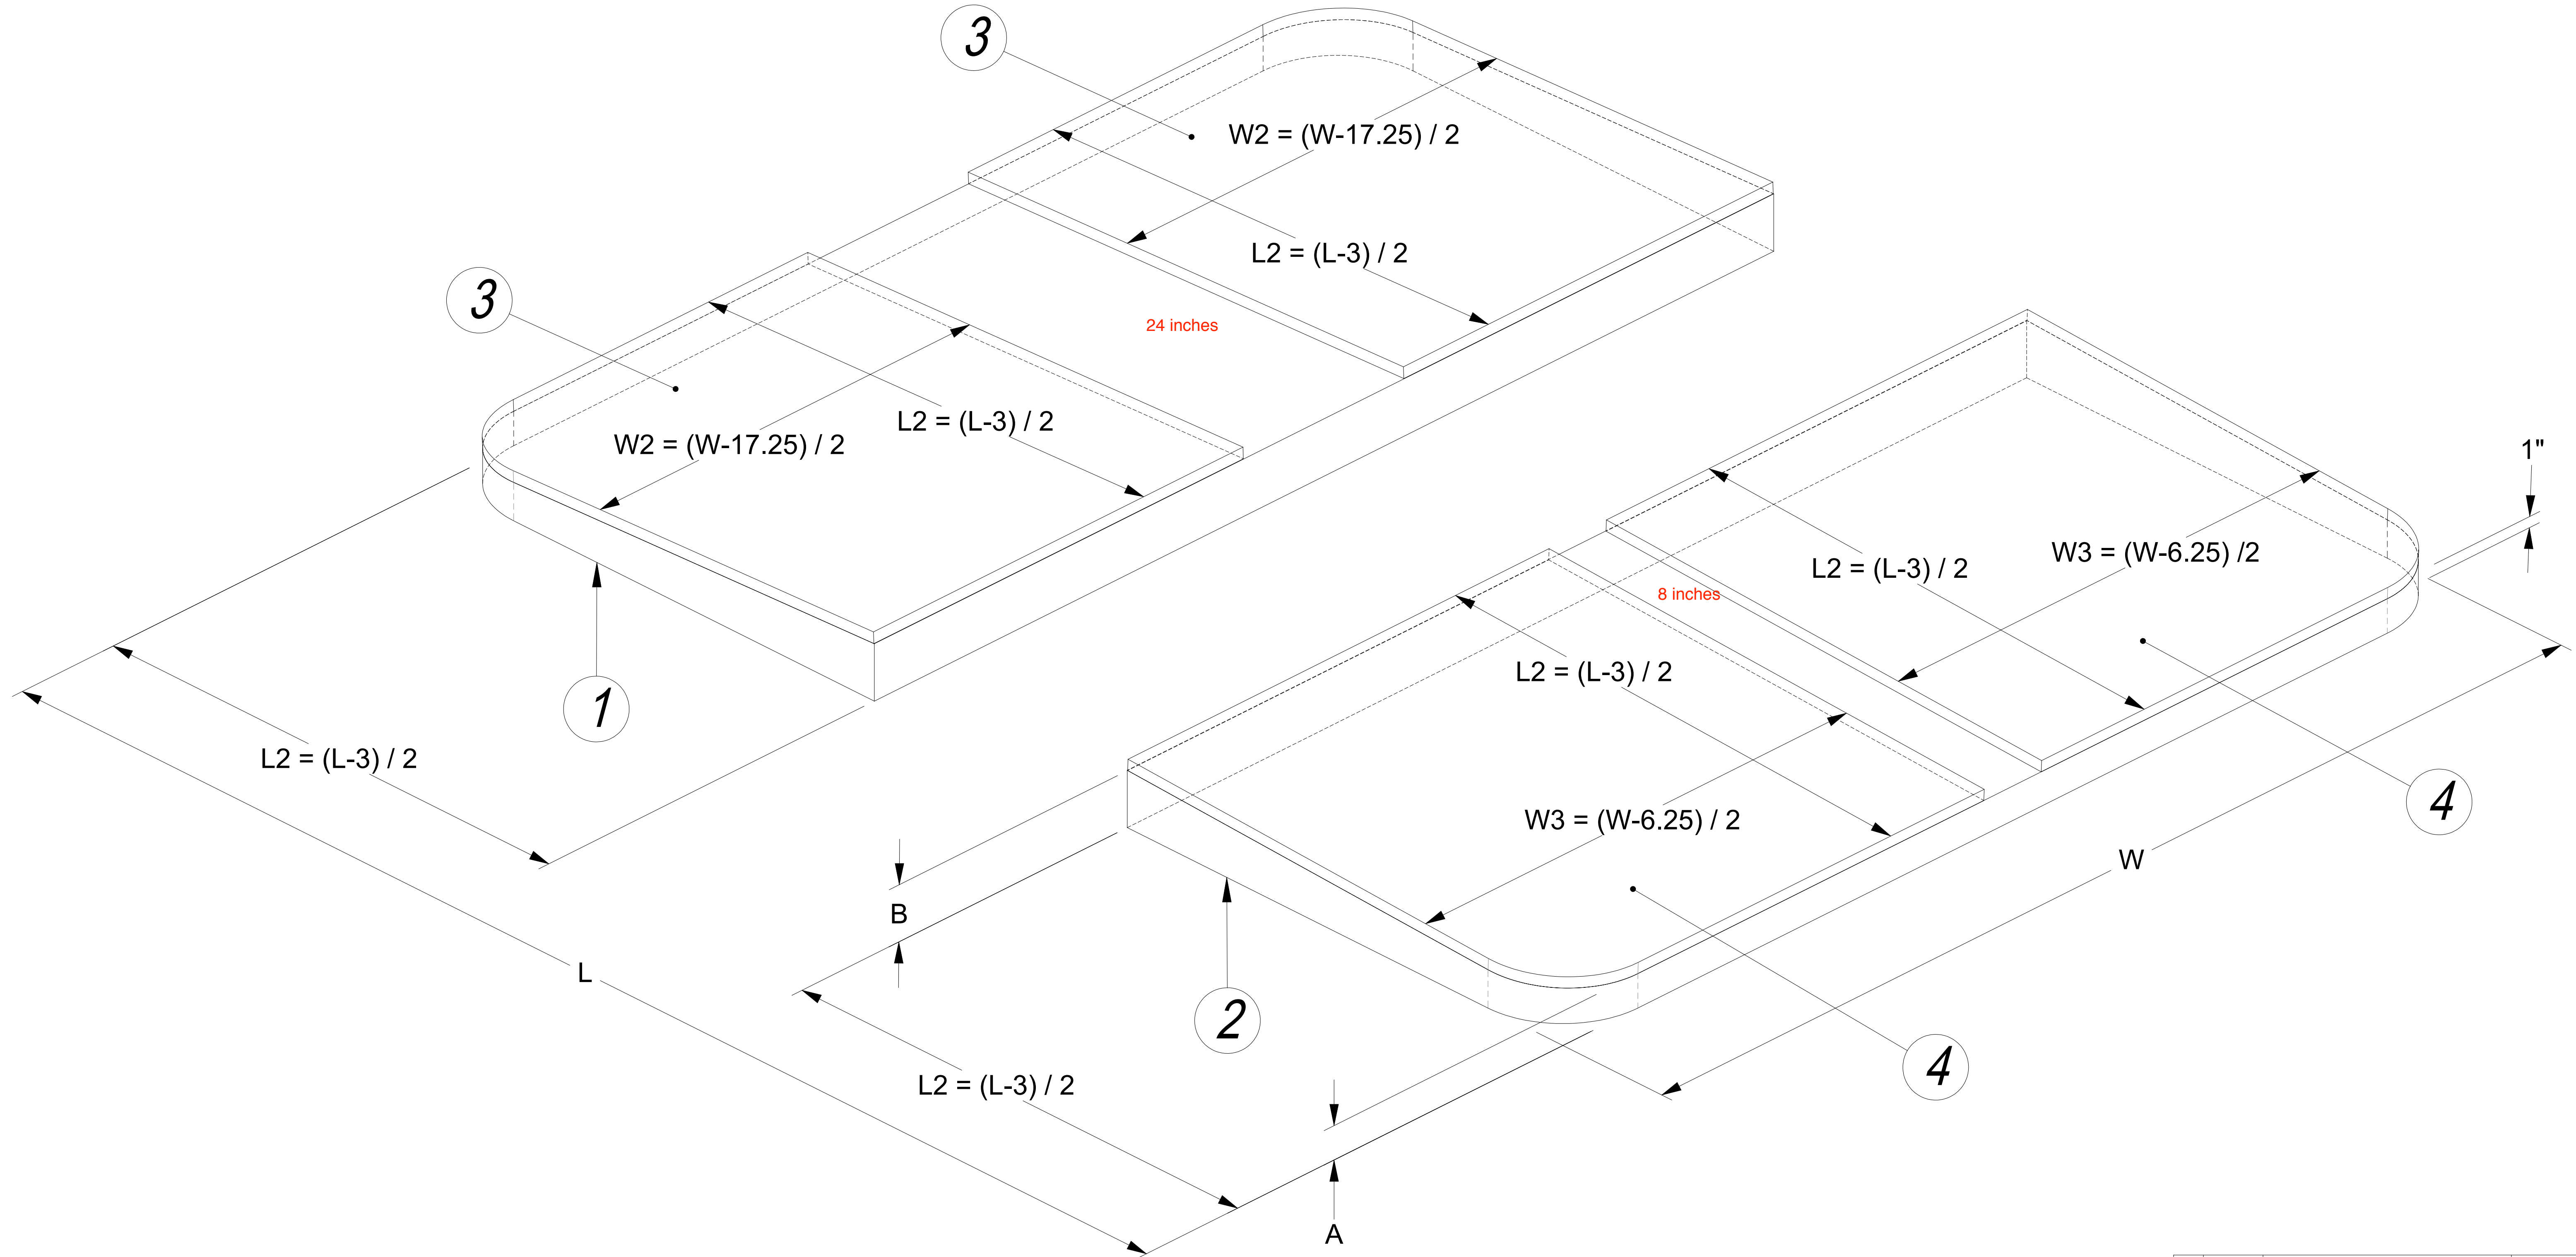 3
W2 = (W-17.25) / 2
L2 = (L-3) / 2
3
24 inches
L2 = (L-3) / 2
W2 = (W-17.25) / 2
1"
W3 = (W-6.25) /2
L2 = (L-3) / 2
8 inches
L2 = (L-3) / 2
1
L2 = (L-3) / 2
4
W3 = (W-6.25) / 2
W
B
L
2
4
L2 = (L-3) / 2
A